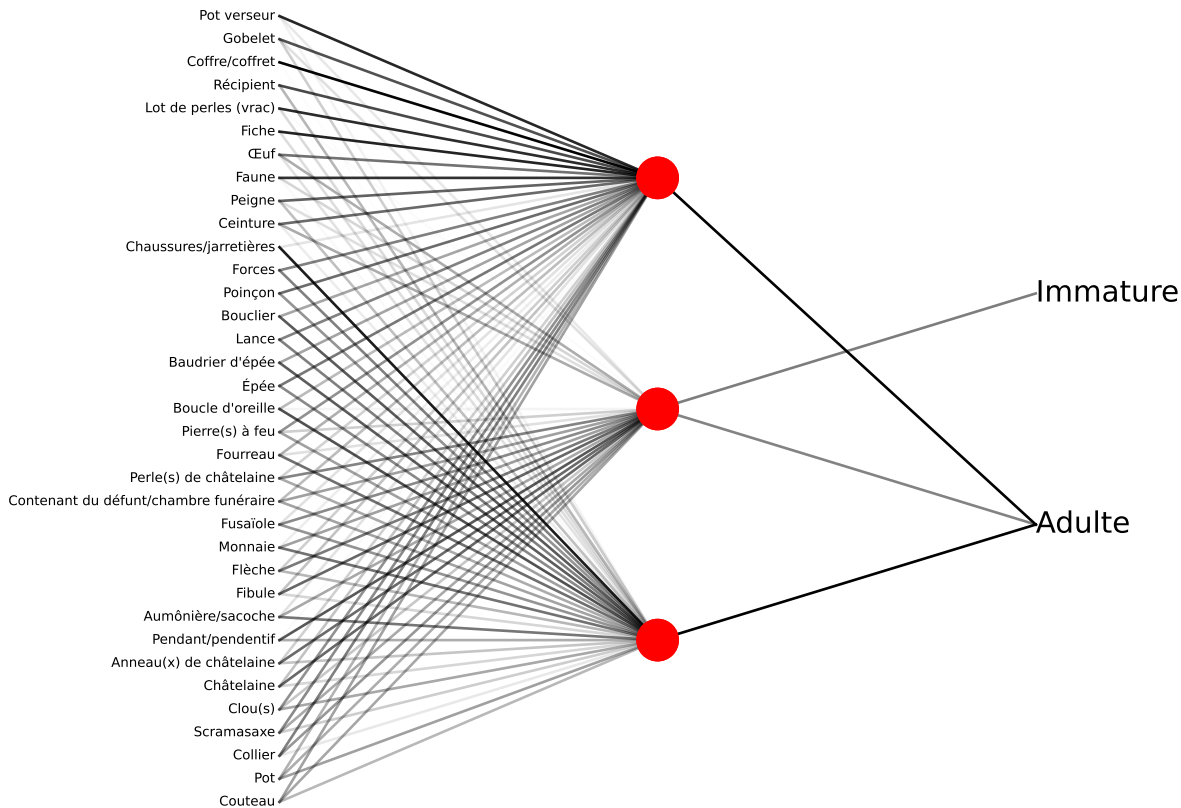 Pot verseur
Gobelet
Coffre/coffret
Récipient
Lot de perles (vrac)
Fiche
Œuf
Faune
Peigne
Ceinture
Chaussures/jarretières
Forces
Poinçon
Bouclier
Lance
Baudrier d'épée
Épée
Boucle d'oreille
Pierre(s) à feu
Fourreau
Perle(s) de châtelaine
Contenant du défunt/chambre funéraire
Fusaïole
Monnaie
Flèche
Fibule
Aumônière/sacoche
Pendant/pendentif
Anneau(x) de châtelaine
Châtelaine
Clou(s)
Scramasaxe
Collier
Pot
Couteau
Immature
Adulte